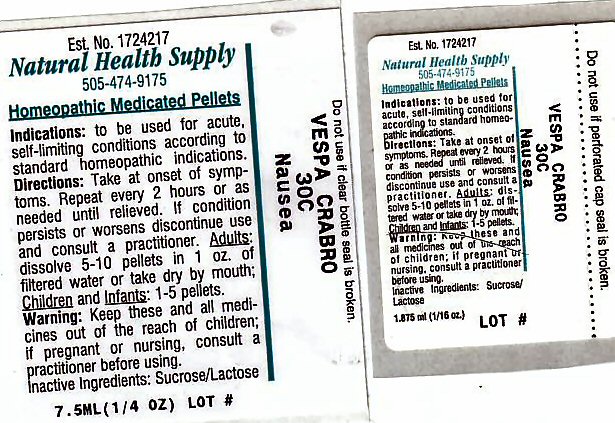 Est. No. 1724217
Natural Health Supply
505-474-9175
Homeopathic Medicated Pellets
Indications: to be used for acute,
self-limiting conditions according to
standard homeopathic indications.
Directions: Take at onset of symp-
toms. Repeat every 2 hours or as
needed until relieved. If condition
persists or worsens discontinue use
and consult a practitioner. Adults:
dissolve 5-10 pellets in 1 oz. of
filtered water or take dry by mouth;
Children and Infants: 1-5 pellets.
Warning: Keep these and all medi-
cines out of the reach of children;
if pregnant or nursing, consult a
practitioner before using.
Inactive Ingredients: Sucrose/Lactose
7.5ML(1/4 OZ) LOT #
Do not use if clear bottle seal is broken.
VESPA CRABRO
30C
Nausea
Est. No. 1724217
Natural Health Supply
505-474-9175
Homeopathic Medicated Pellets
Indications: to be used for
acute, self-limiting conditions
according to standard homeo-
pathic indications.
Directions: Take at onset of
symptoms. Repeat every 2 hours
or as needed until relieved. If
condition persists or worsens
discontinue use and consult a
practitioner. Adults: dis-
solve 5-10 pellets in 1 oz. of fil-
tered water or take dry by mouth;
Children and Infants: 1-5 pellets.
Warning: Keep these and
all medicines out of the reach
of children; if pregnant or
nursing, consult a practitioner
before using.
Inactive Ingredients: Sucrose/
Lactose
1.875 ml (1/16 oz.) LOT #
VESPA CRABRO
30C
Nausea
Do not use if perforated cap seal is broken.